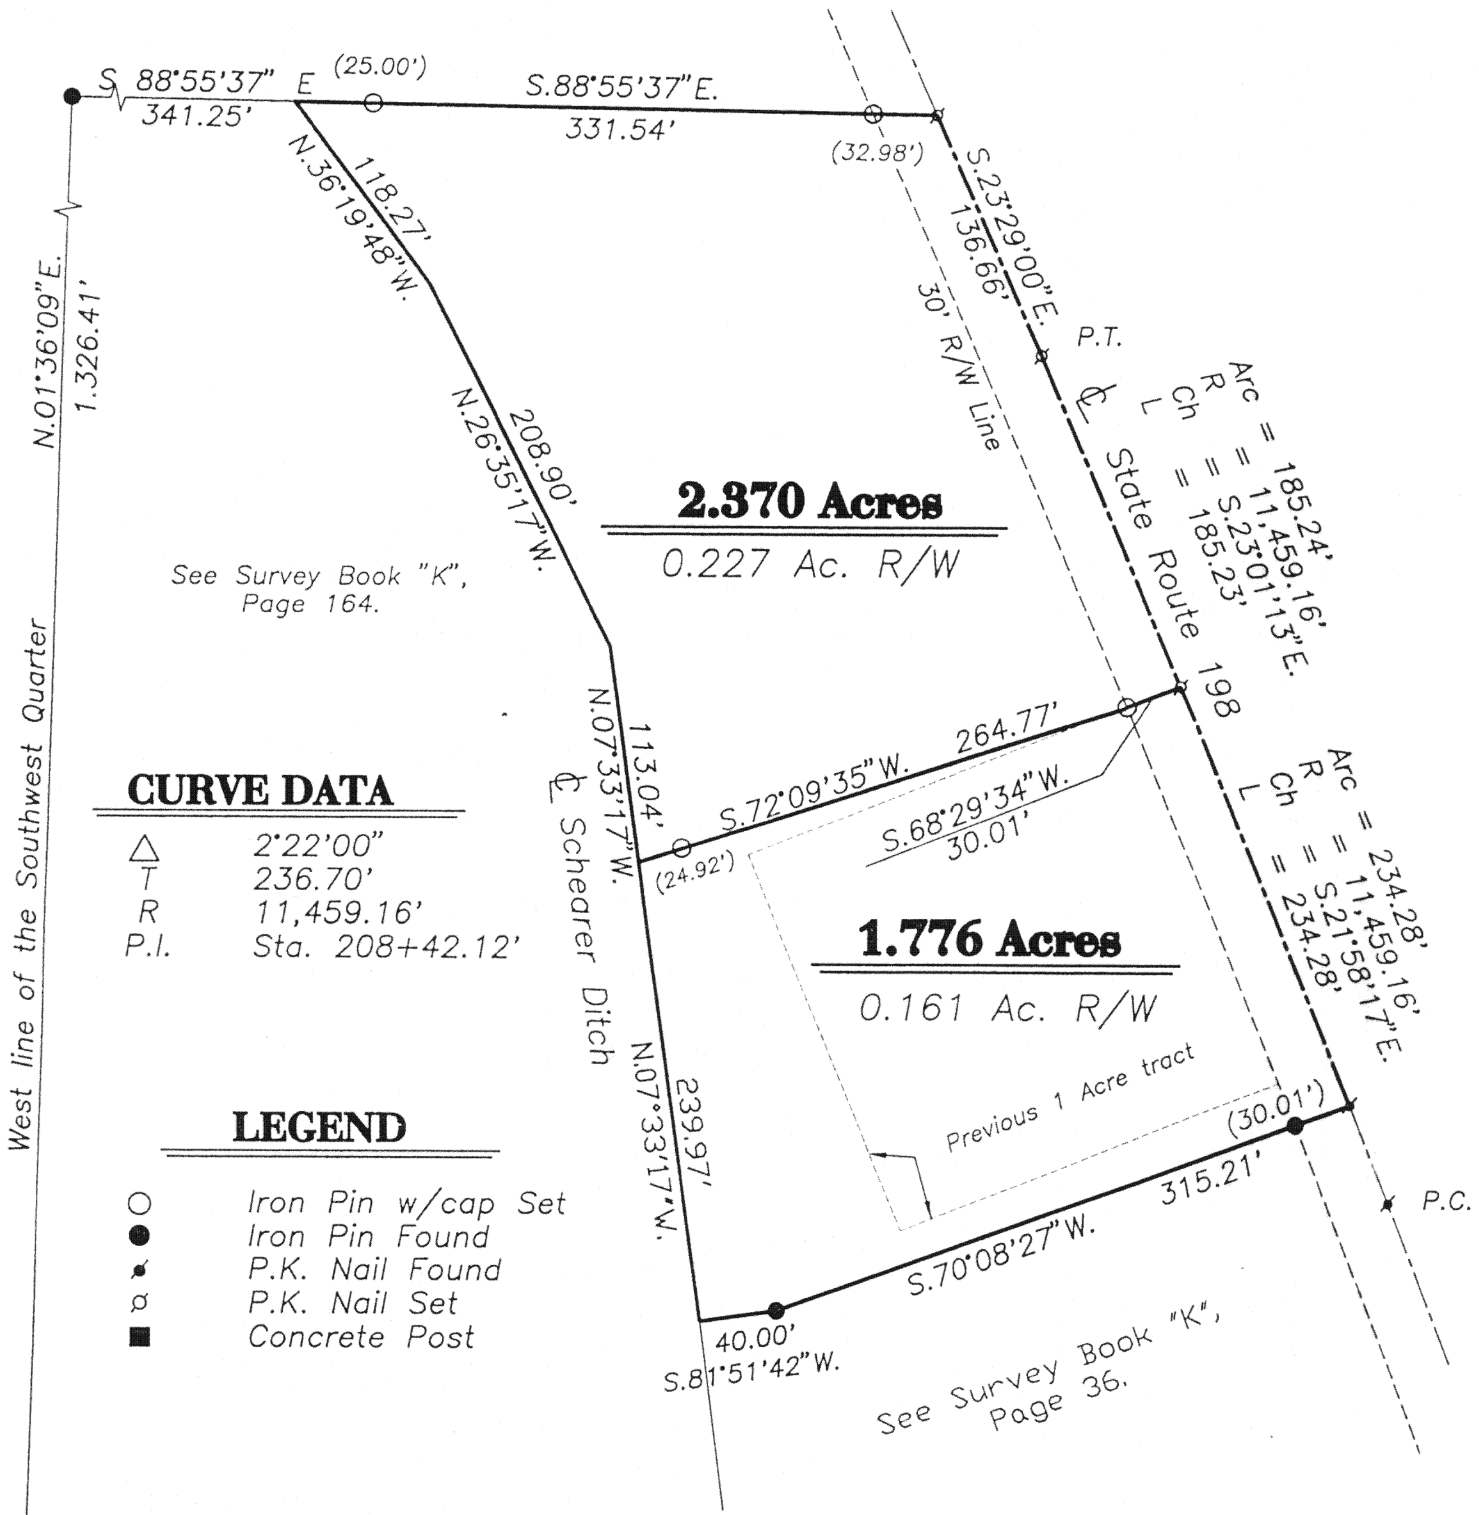 S 88°55'37" E
341.25'
(25.00')
S.88°55'37"E.
331.54'
(32.98')
N.36°19'48"W.
118.27'
S.23°29'00"E.
136.66'
30' R/W Line
P.T.
N.01°36'09"E.
1,326.41'
N.26°35'17"W.
208.90'
Arc = 185.24'
R = 11,459.16'
Ch = S.23°01'13"E.
L = 185.23'
℄ State Route 198
2.370 Acres
0.227 Ac. R/W
See Survey Book "K",
Page 164.
West line of the Southwest Quarter
N.07°33'17"W.
113.04'
℄ Schearer Ditch
S.72°09'35"W.
264.77'
(24.92')
S.68°29'34"W.
30.01'
CURVE DATA
△ 2°22'00"
T 236.70'
R 11,459.16'
P.I. Sta. 208+42.12'
Arc = 234.28'
R = 11,459.16'
Ch = S.21°58'17"E.
L = 234.28'
1.776 Acres
0.161 Ac. R/W
Previous 1 Acre tract
N.07°33'17"W.
239.97'
(30.01')
315.21'
S.70°08'27"W.
P.C.
LEGEND
Iron Pin w/cap Set
Iron Pin Found
P.K. Nail Found
P.K. Nail Set
Concrete Post
40.00'
S.81°51'42"W.
See Survey Book "K",
Page 36.